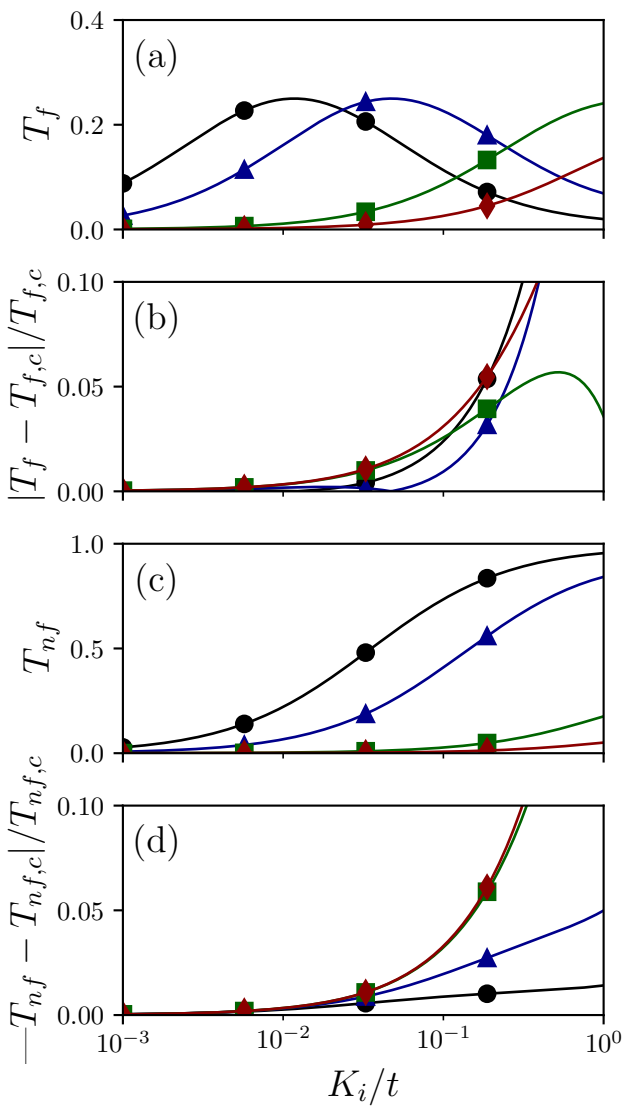 0.4
(a)
T_f
0.2
0.0
0.10
(b)
|T_f − T_{f,c}|/T_{f,c}
0.05
0.00
1.0
(c)
T_{nf}
0.5
0.0
0.10
(d)
—T_{nf} − T_{nf,c}|/T_{nf,c}
0.05
0.00
10^{−3} 10^{−2} 10^{−1} 10^{0}
K_i/t